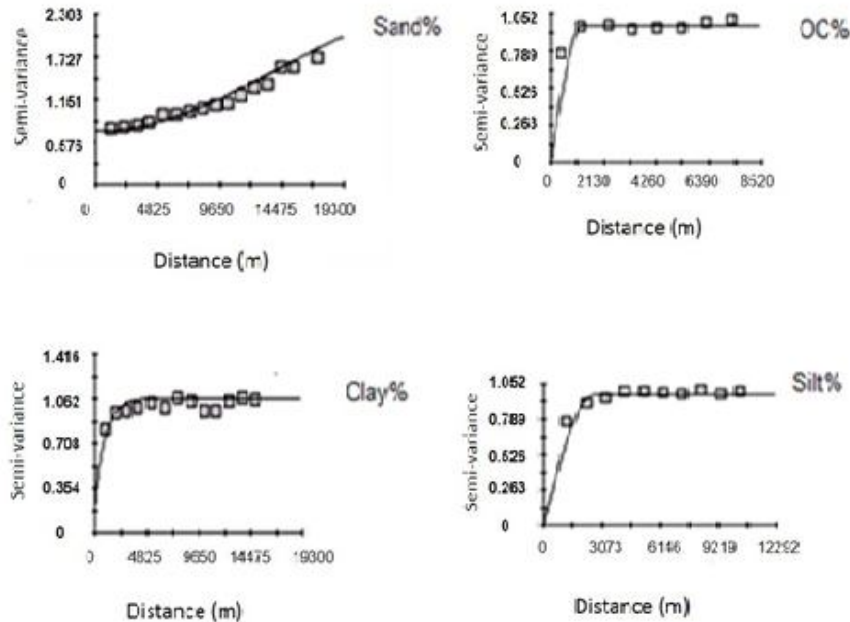 2.303
1.727
1.151
0.575
0
Semi-variance
Sand%
0 4825 9650 14475 19300
Distance (m)
1.052
0.789
0.526
0.263
0
Semi-variance
OC%
0 2130 4260 6390 8520
Distance (m)
1.416
1.062
0.708
0.354
0
Semi-variance
Clay%
0 4825 9650 14475 19300
Distance (m)
1.052
0.789
0.526
0.263
0
Semi-variance
Silt%
0 3073 6146 9219 12292
Distance (m)